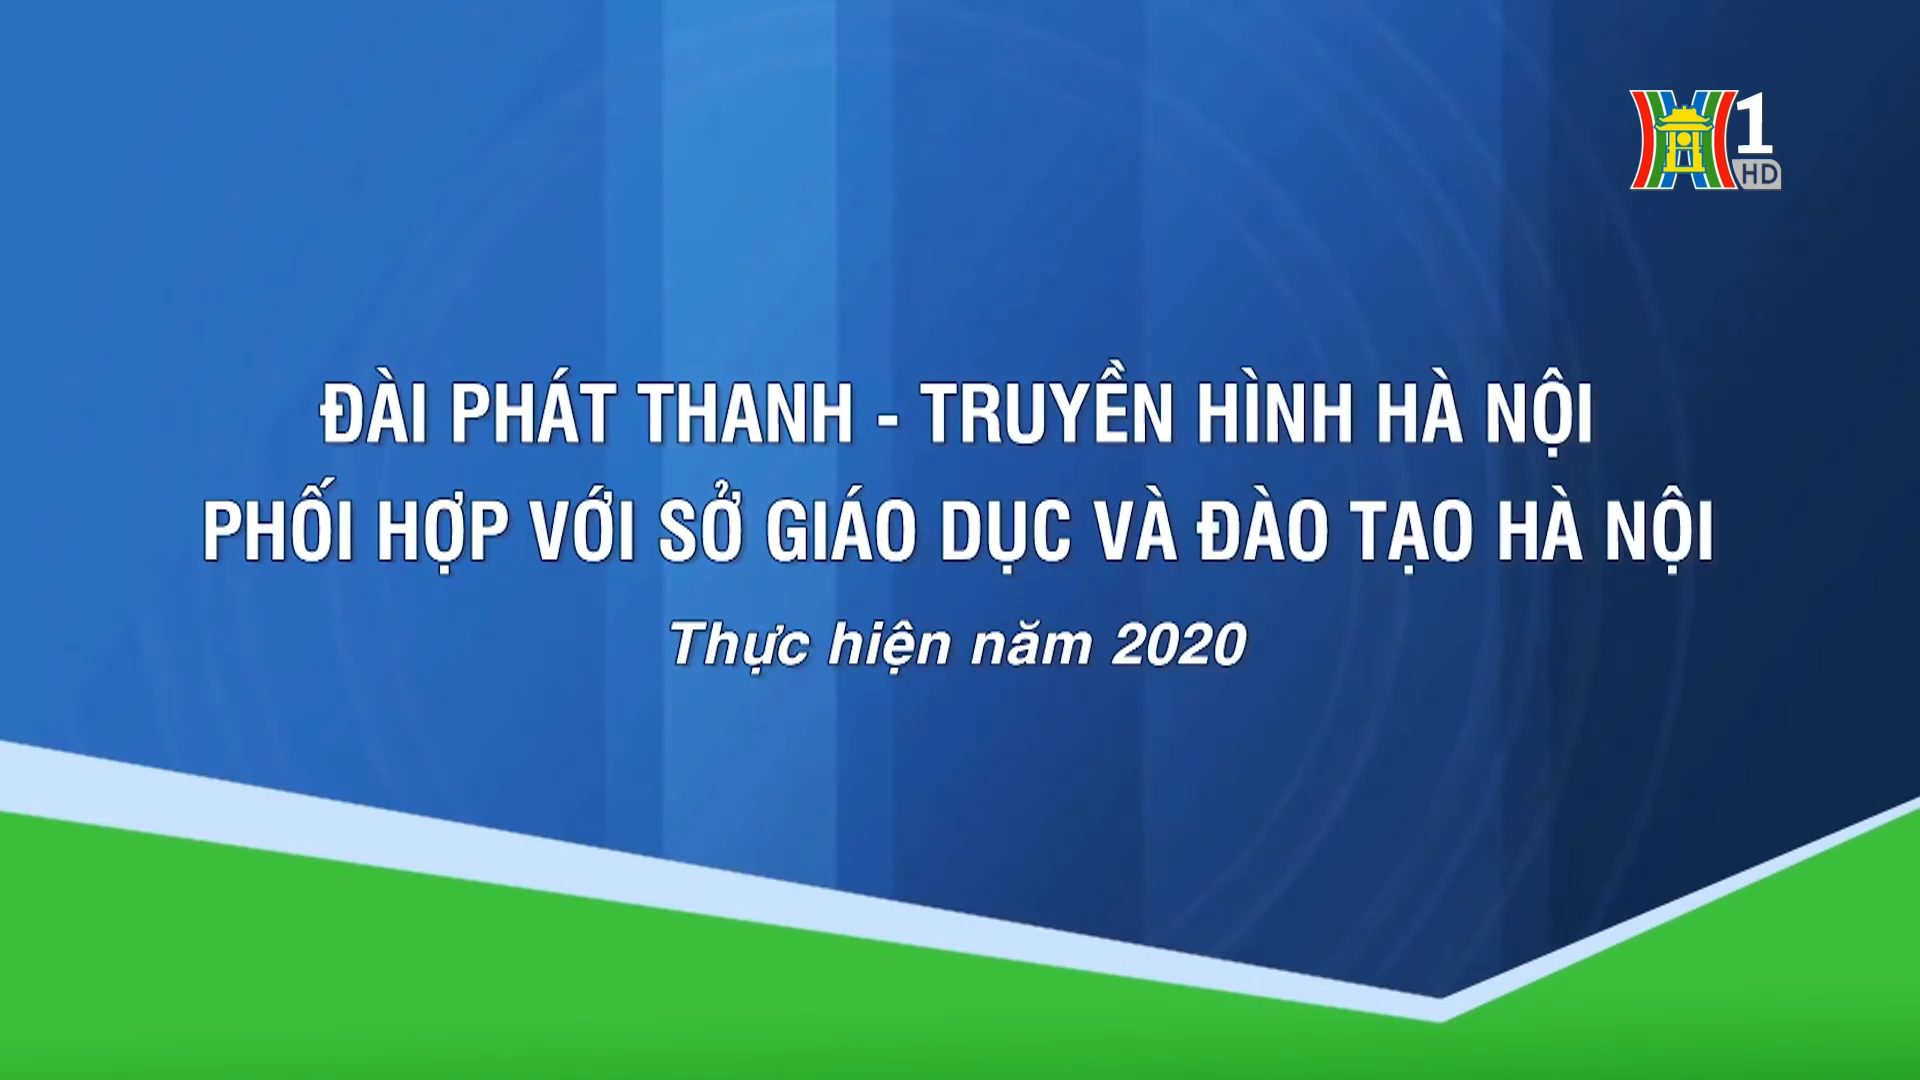 1
HD
ĐÀI PHÁT THANH - TRUYỀN HÌNH HÀ NỘI
PHỐI HỢP VỚI SỞ GIÁO DỤC VÀ ĐÀO TẠO HÀ NỘI
Thực hiện năm 2020